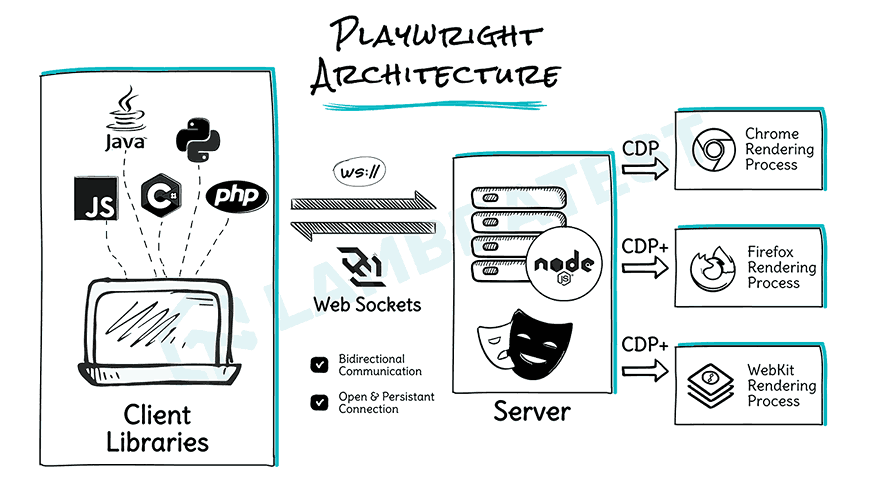 PLAYWRIGHT
ARCHITECTURE
Java
JS
C#
php
Client
Libraries
ws://
Web Sockets
Bidirectional
Communication
Open & Persistant
Connection
node
JS
Server
CDP
Chrome
Rendering
Process
CDP+
Firefox
Rendering
Process
CDP+
WebKit
Rendering
Process
LAMBDATEST